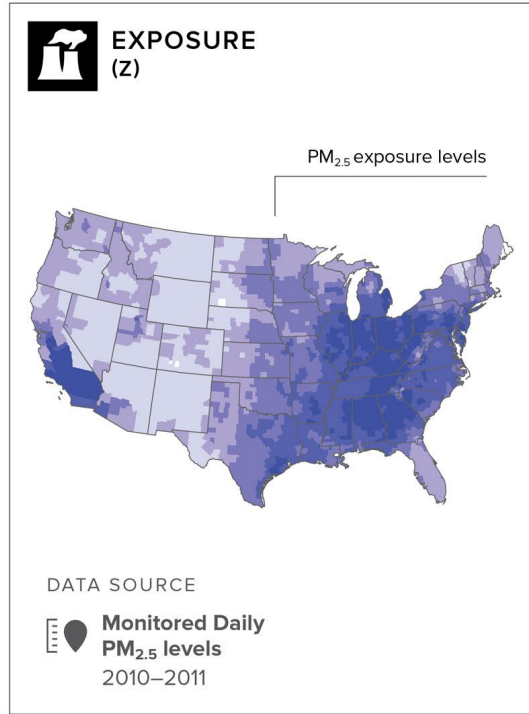 EXPOSURE
(Z)
PM₂.₅ exposure levels
DATA SOURCE
Monitored Daily
PM₂.₅ levels
2010–2011